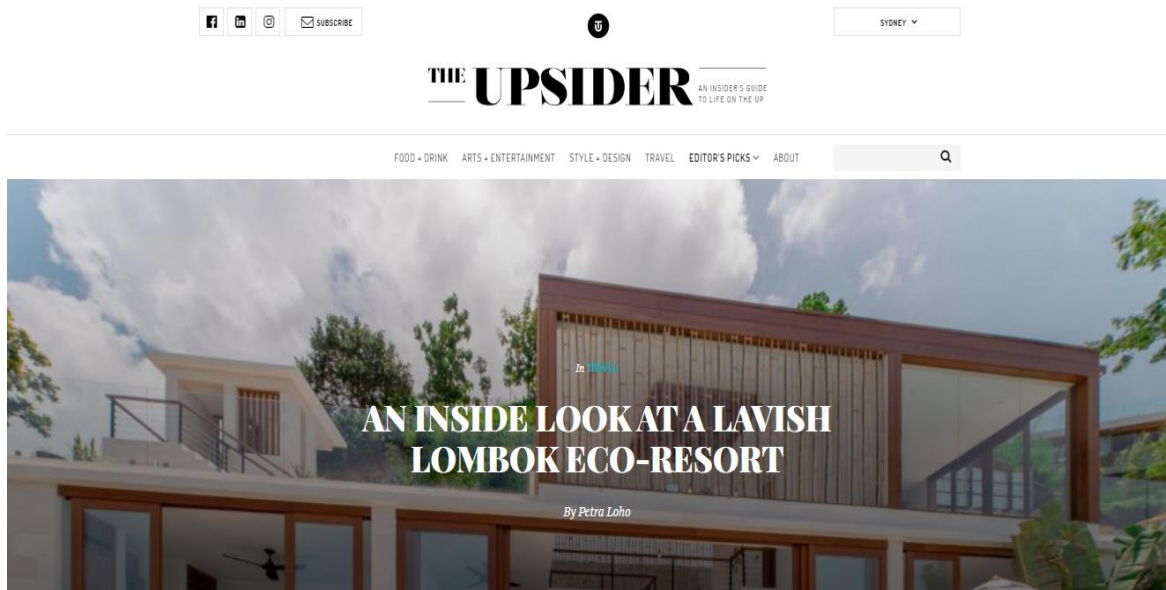 SUBSCRIBE
SYDNEY
THE UPSIDER
AN INSIDER'S GUIDE
TO LIFE ON THE UP
FOOD + DRINK ARTS + ENTERTAINMENT STYLE + DESIGN TRAVEL EDITOR'S PICKS ABOUT
In TRAVEL
AN INSIDE LOOK AT A LAVISH
LOMBOK ECO-RESORT
By Petra Loho